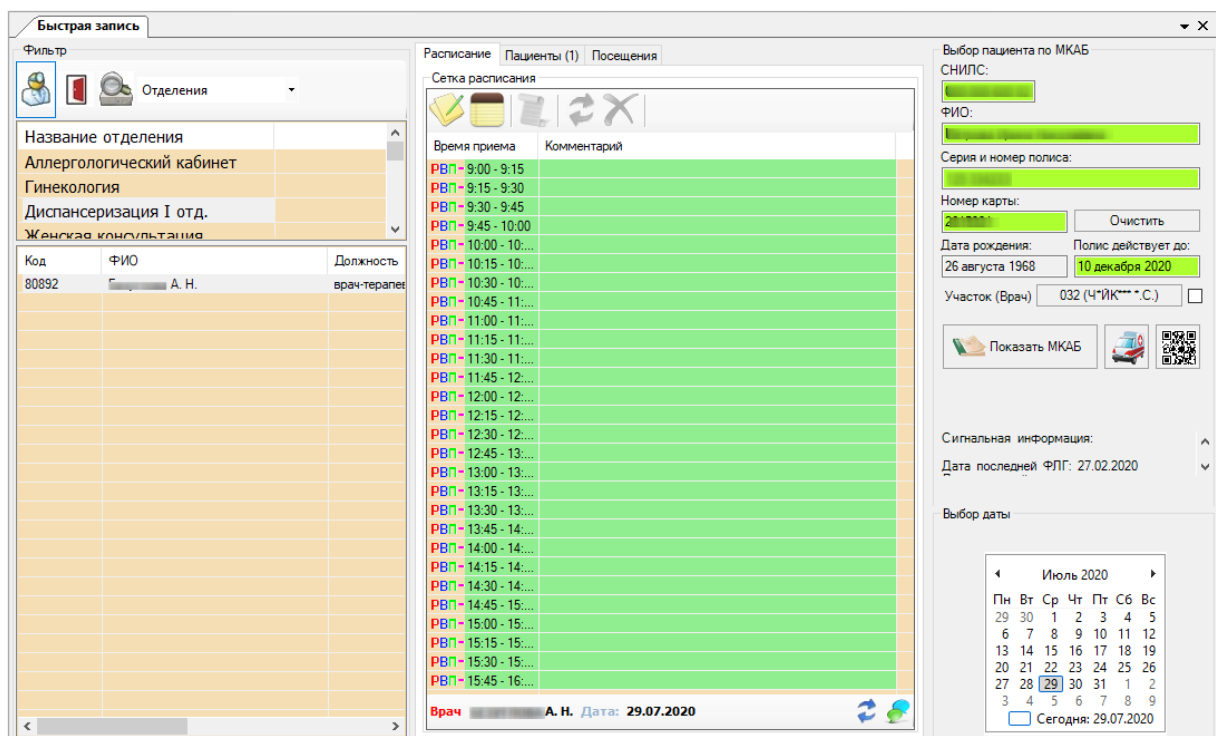 Быстрая запись
Фильтр
Отделения
Название отделения
Аллергологический кабинет
Гинекология
Диспансеризация I отд.
Женская консультация
Код ФИО Должность
80892 А. Н. врач-терапев
Расписание Пациенты (1) Посещения
Сетка расписания
Время приема Комментарий
РВП- 9:00 - 9:15
РВП- 9:15 - 9:30
РВП- 9:30 - 9:45
РВП- 9:45 - 10:00
РВП- 10:00 - 10:...
РВП- 10:15 - 10:...
РВП- 10:30 - 10:...
РВП- 10:45 - 11:...
РВП- 11:00 - 11:...
РВП- 11:15 - 11:...
РВП- 11:30 - 11:...
РВП- 11:45 - 12:...
РВП- 12:00 - 12:...
РВП- 12:15 - 12:...
РВП- 12:30 - 12:...
РВП- 12:45 - 13:...
РВП- 13:00 - 13:...
РВП- 13:15 - 13:...
РВП- 13:30 - 13:...
РВП- 13:45 - 14:...
РВП- 14:00 - 14:...
РВП- 14:15 - 14:...
РВП- 14:30 - 14:...
РВП- 14:45 - 15:...
РВП- 15:00 - 15:...
РВП- 15:15 - 15:...
РВП- 15:30 - 15:...
РВП- 15:45 - 16:...
Врач А. Н. Дата: 29.07.2020
Выбор пациента по МКАБ
СНИЛС:
ФИО:
Серия и номер полиса:
Номер карты:
Очистить
Дата рождения: Полис действует до:
26 августа 1968 10 декабря 2020
Участок (Врач) 032 (Ч*ЙК*** *.С.)
Показать МКАБ
Сигнальная информация:
Дата последней ФЛГ: 27.02.2020
Выбор даты
Июль 2020
Пн Вт Ср Чт Пт Сб Вс
29 30 1 2 3 4 5
6 7 8 9 10 11 12
13 14 15 16 17 18 19
20 21 22 23 24 25 26
27 28 29 30 31 1 2
3 4 5 6 7 8 9
Сегодня: 29.07.2020